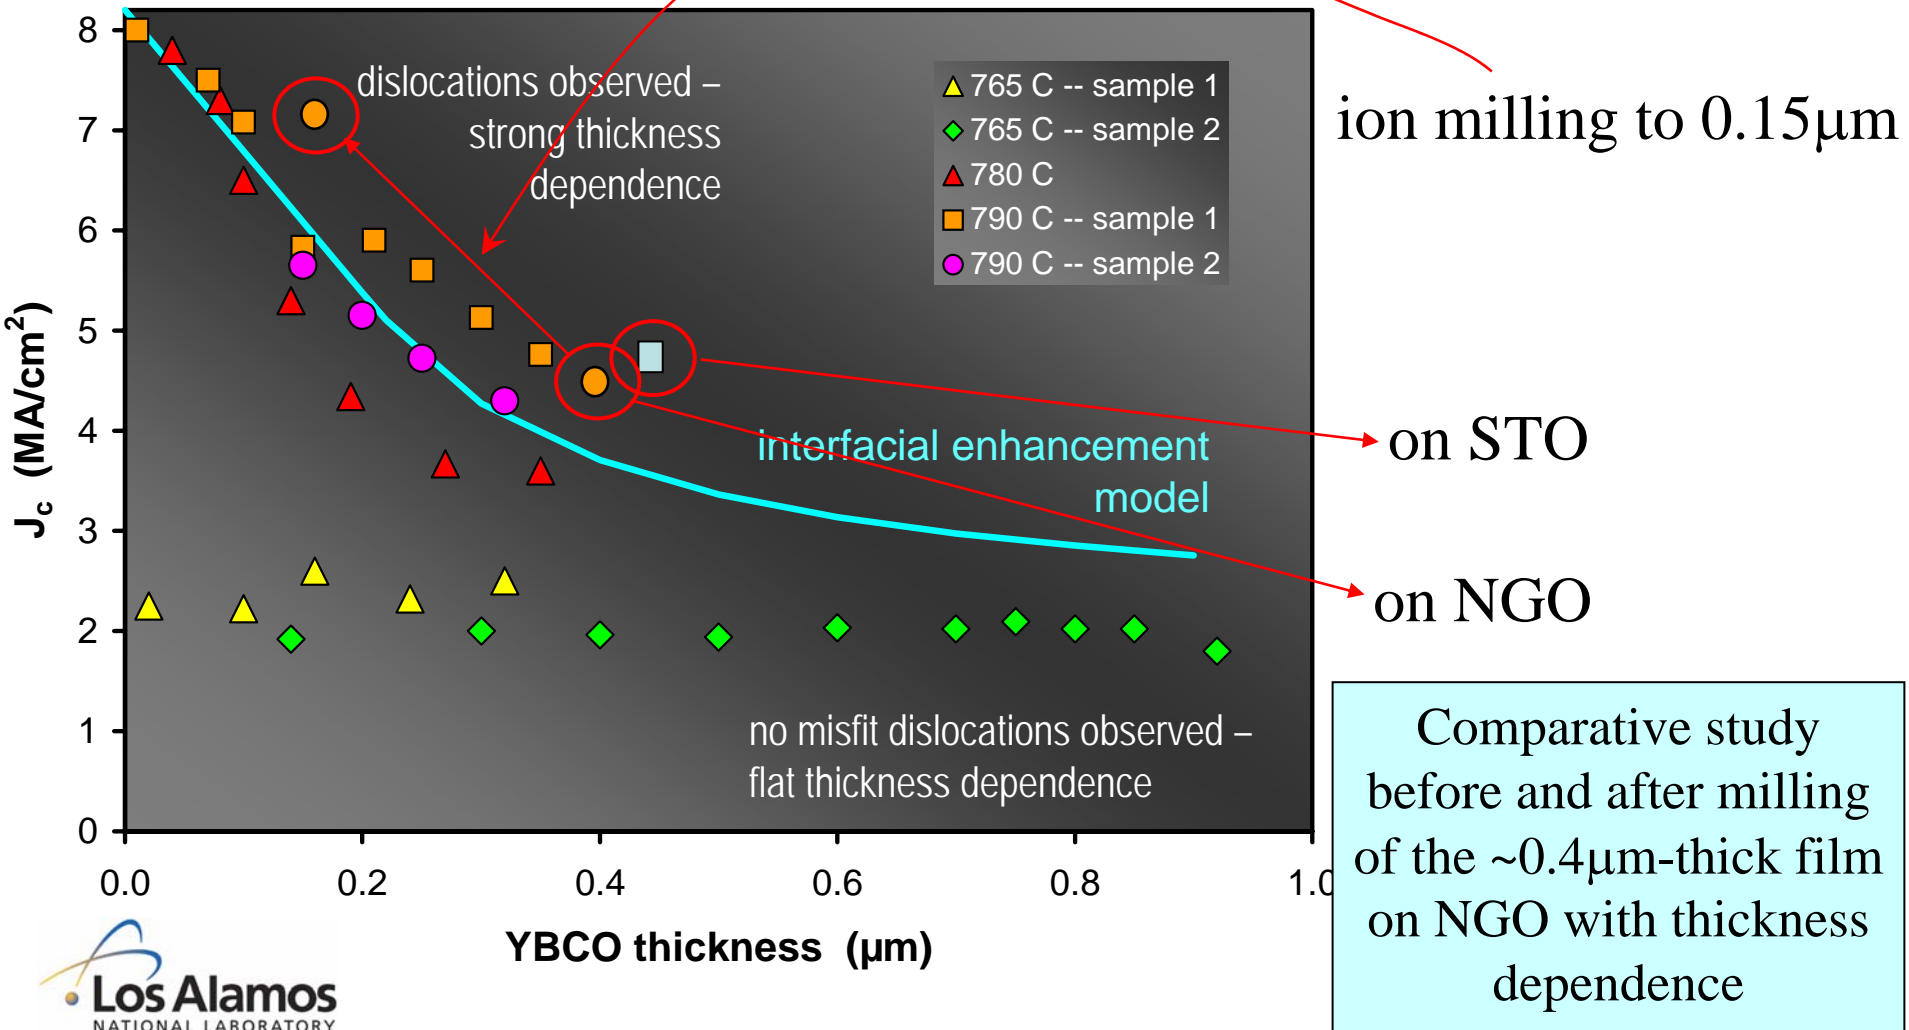 8
7
6
5
4
3
2
1
0
J_c (MA/cm²)
dislocations observed –
strong thickness
dependence
765 C -- sample 1
765 C -- sample 2
780 C
790 C -- sample 1
790 C -- sample 2
ion milling to 0.15μm
interfacial enhancement
model
on STO
on NGO
no misfit dislocations observed –
flat thickness dependence
0.0 0.2 0.4 0.6 0.8 1.0
YBCO thickness (μm)
Comparative study
before and after milling
of the ~0.4μm-thick film
on NGO with thickness
dependence
Los Alamos
NATIONAL LABORATORY